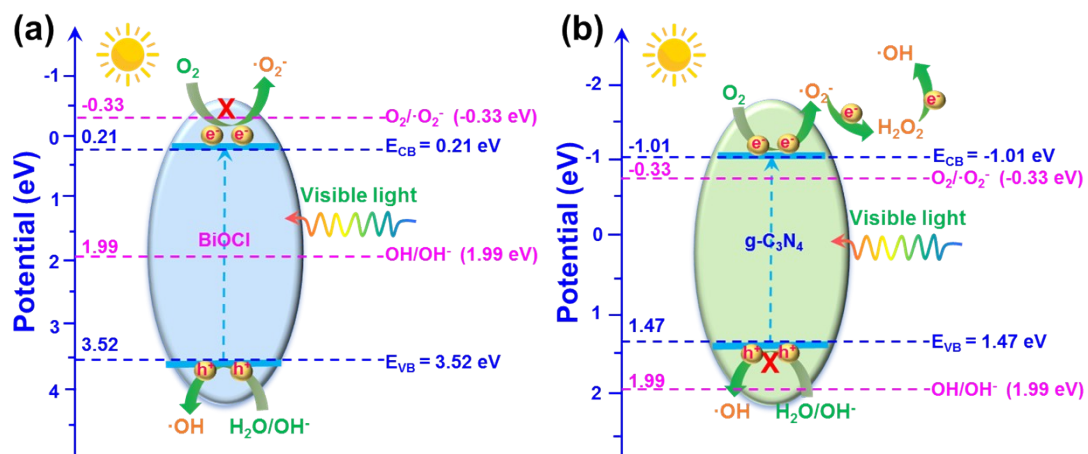 (a)
Potential (eV)
-1
0
1
2
3
4
-0.33
0.21
1.99
3.52
O₂
·O₂⁻
X
e⁻ e⁻
O₂/·O₂⁻ (-0.33 eV)
E_CB = 0.21 eV
Visible light
BiOCl
OH/OH⁻ (1.99 eV)
E_VB = 3.52 eV
h⁺ h⁺
·OH
H₂O/OH⁻
(b)
Potential (eV)
-2
-1
0
1
2
-1.01
-0.33
1.47
1.99
O₂
·O₂⁻
e⁻
H₂O₂
e⁻
·OH
e⁻ e⁻
E_CB = -1.01 eV
O₂/·O₂⁻ (-0.33 eV)
Visible light
g-C₃N₄
E_VB = 1.47 eV
h⁺ h⁺
X
OH/OH⁻ (1.99 eV)
·OH
H₂O/OH⁻